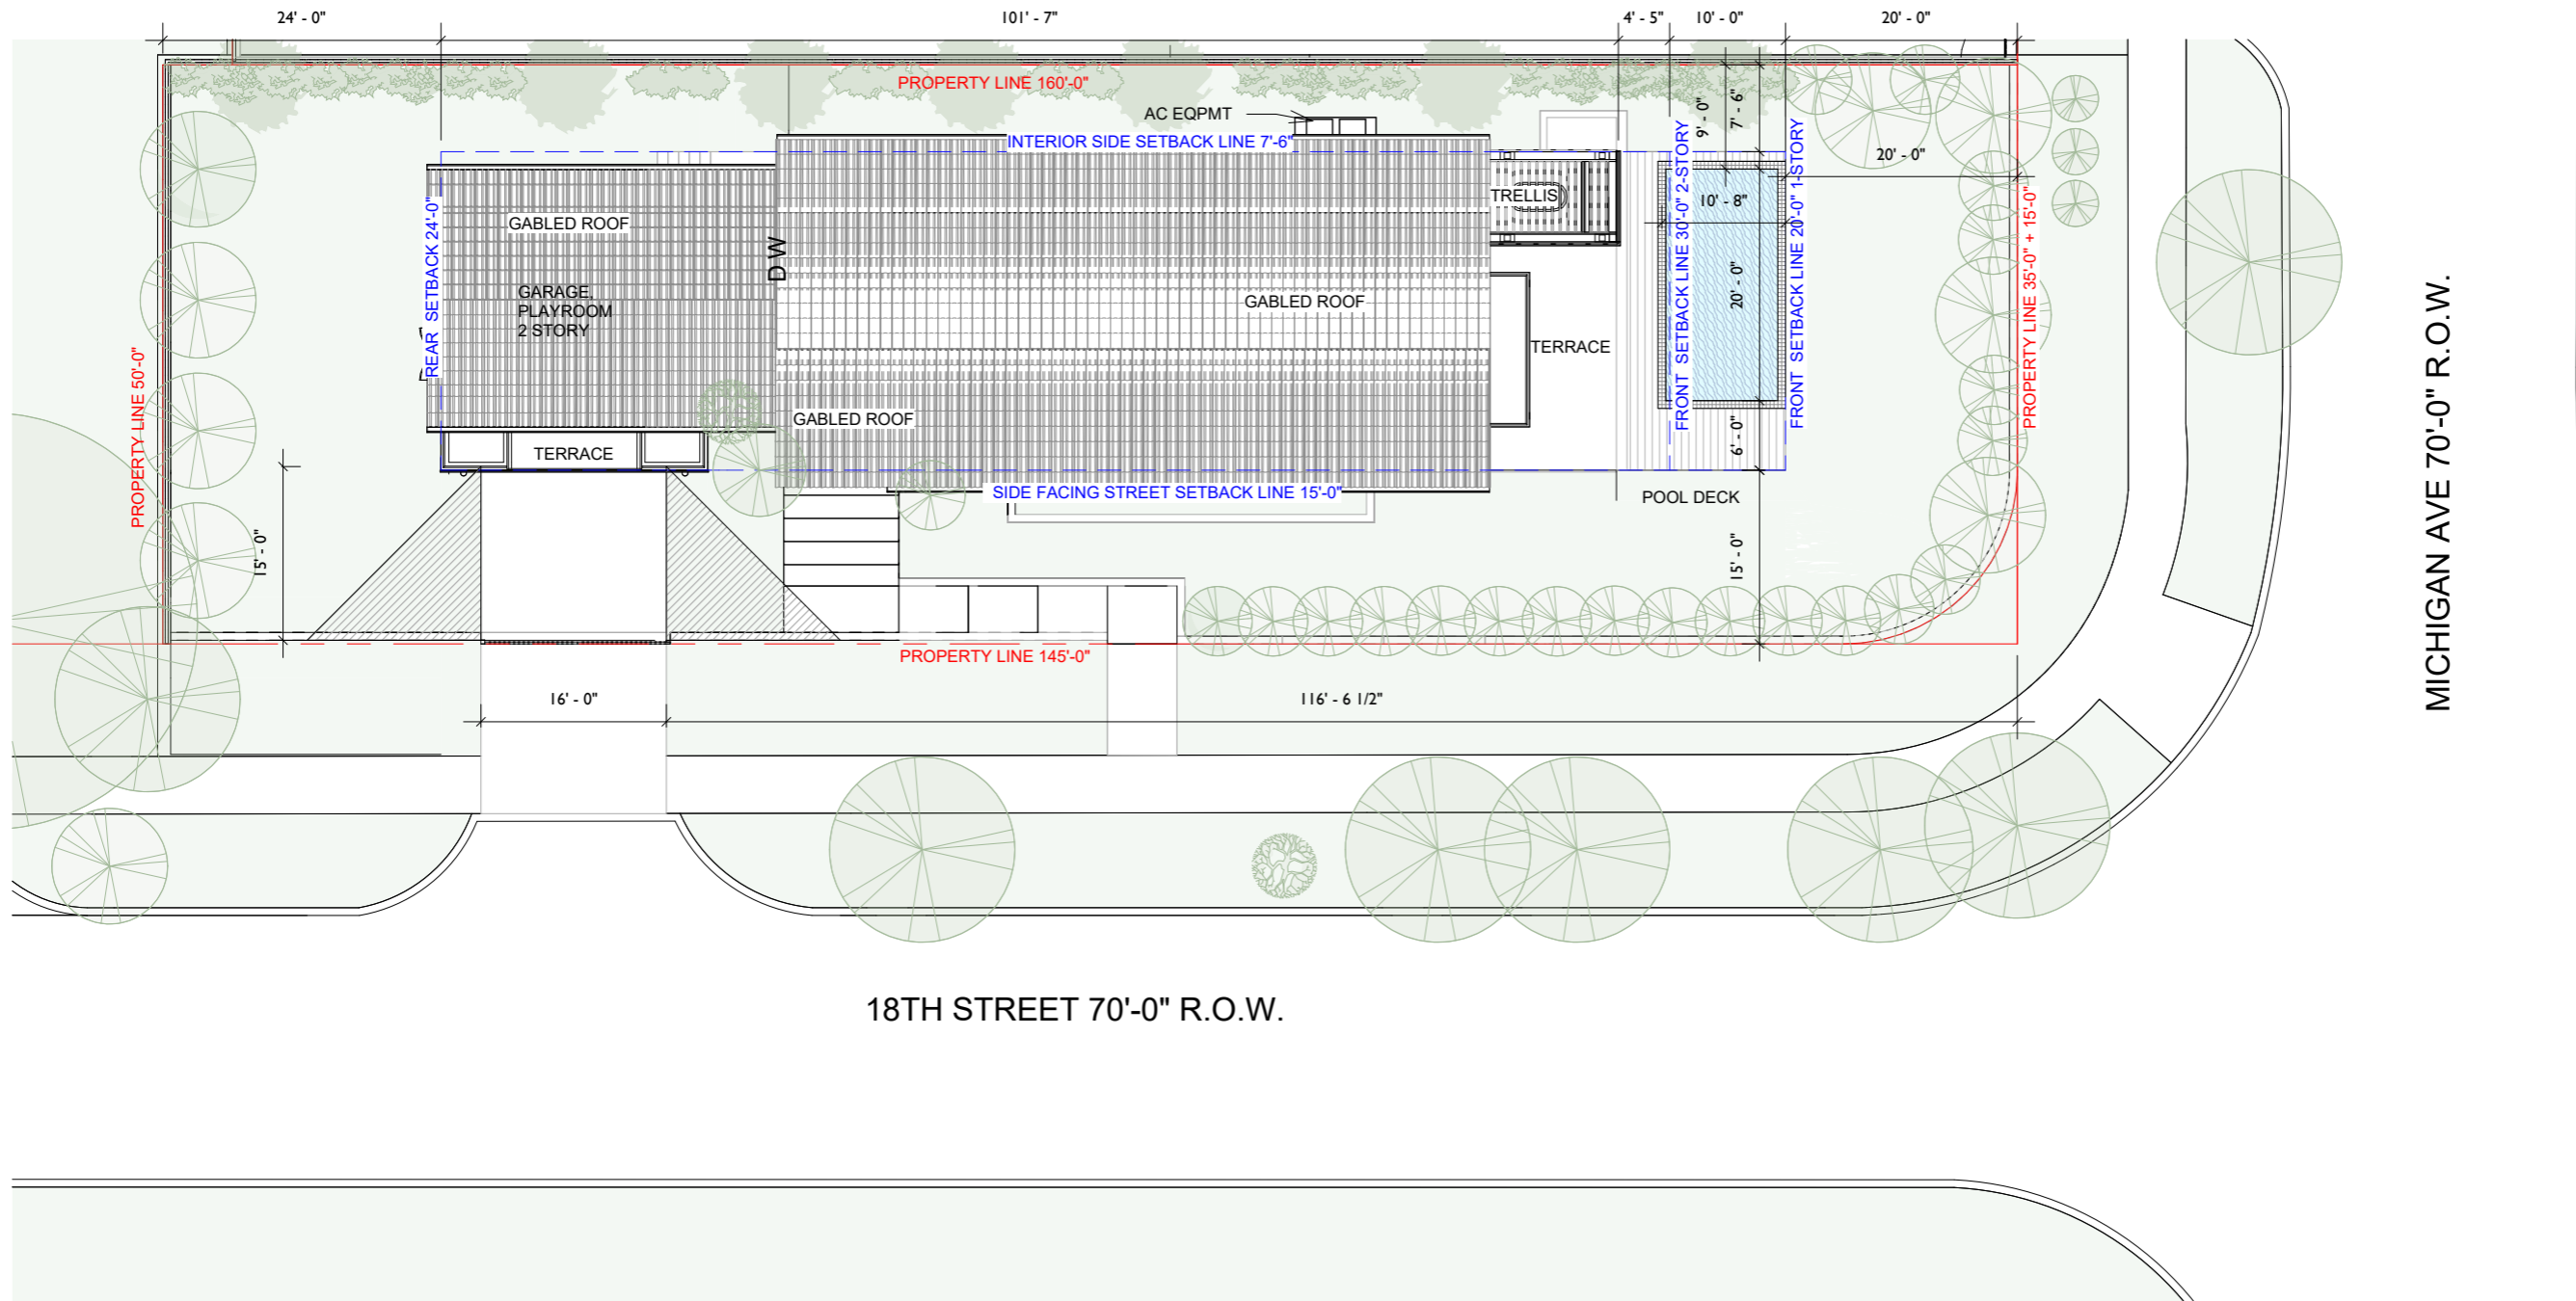 24' - 0"
101' - 7"
4' - 5"
10' - 0"
20' - 0"
PROPERTY LINE 160'-0"
AC EQPMT
INTERIOR SIDE SETBACK LINE 7'-6"
9' - 0"
7' - 6"
20' - 0"
GABLED ROOF
D W
TRELLIS
10' - 8"
REAR  SETBACK 24'-0"
GARAGE,
PLAYROOM
2 STORY
GABLED ROOF
TERRACE
20' - 0"
FRONT  SETBACK LINE 30'-0" 2-STORY
FRONT  SETBACK LINE 20'-0" 1-STORY
PROPERTY LINE 35'-0" + 15'-0"
MICHIGAN AVE 70'-0" R.O.W.
PROPERTY LINE 50'-0"
GABLED ROOF
TERRACE
6' - 0"
SIDE FACING STREET SETBACK LINE 15'-0"
POOL DECK
15' - 0"
15' - 0"
PROPERTY LINE 145'-0"
16' - 0"
116' - 6 1/2"
18TH STREET 70'-0" R.O.W.